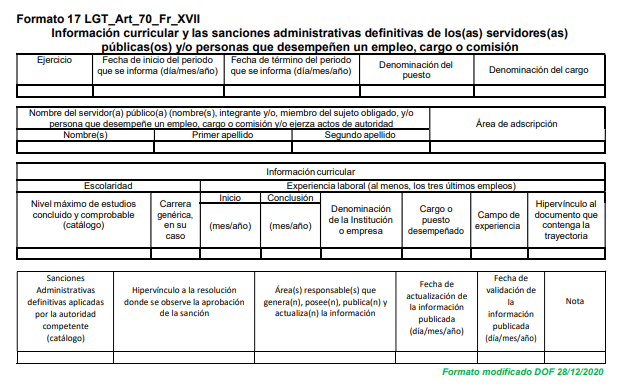 Formato 17 LGT_Art_70_Fr_XVII
Información curricular y las sanciones administrativas definitivas de los(as) servidores(as)
públicas(os) y/o personas que desempeñen un empleo, cargo o comisión
Ejercicio
Fecha de inicio del periodo
que se informa (día/mes/año)
Fecha de término del periodo
que se informa (día/mes/año)
Denominación del
puesto
Denominación del cargo
Nombre del servidor(a) público(a) (nombre(s), integrante y/o, miembro del sujeto obligado, y/o
persona que desempeñe un empleo, cargo o comisión y/o ejerza actos de autoridad
Nombre(s)
Primer apellido
Segundo apellido
Área de adscripción
Información curricular
Escolaridad
Experiencia laboral (al menos, los tres últimos empleos)
Nivel máximo de estudios
concluido y comprobable
(catálogo)
Carrera
genérica,
en su
caso
Inicio
(mes/año)
Conclusión
(mes/año)
Denominación
de la Institución
o empresa
Cargo o
puesto
desempeñado
Campo de
experiencia
Hipervínculo al
documento que
contenga la
trayectoria
Sanciones
Administrativas
definitivas aplicadas
por la autoridad
competente
(catálogo)
Hipervínculo a la resolución
donde se observe la aprobación
de la sanción
Área(s) responsable(s) que
genera(n), posee(n), publica(n) y
actualiza(n) la información
Fecha de
actualización de
la información
publicada
(día/mes/año)
Fecha de
validación de
la
información
publicada
(día/mes/año)
Nota
Formato modificado DOF 28/12/2020